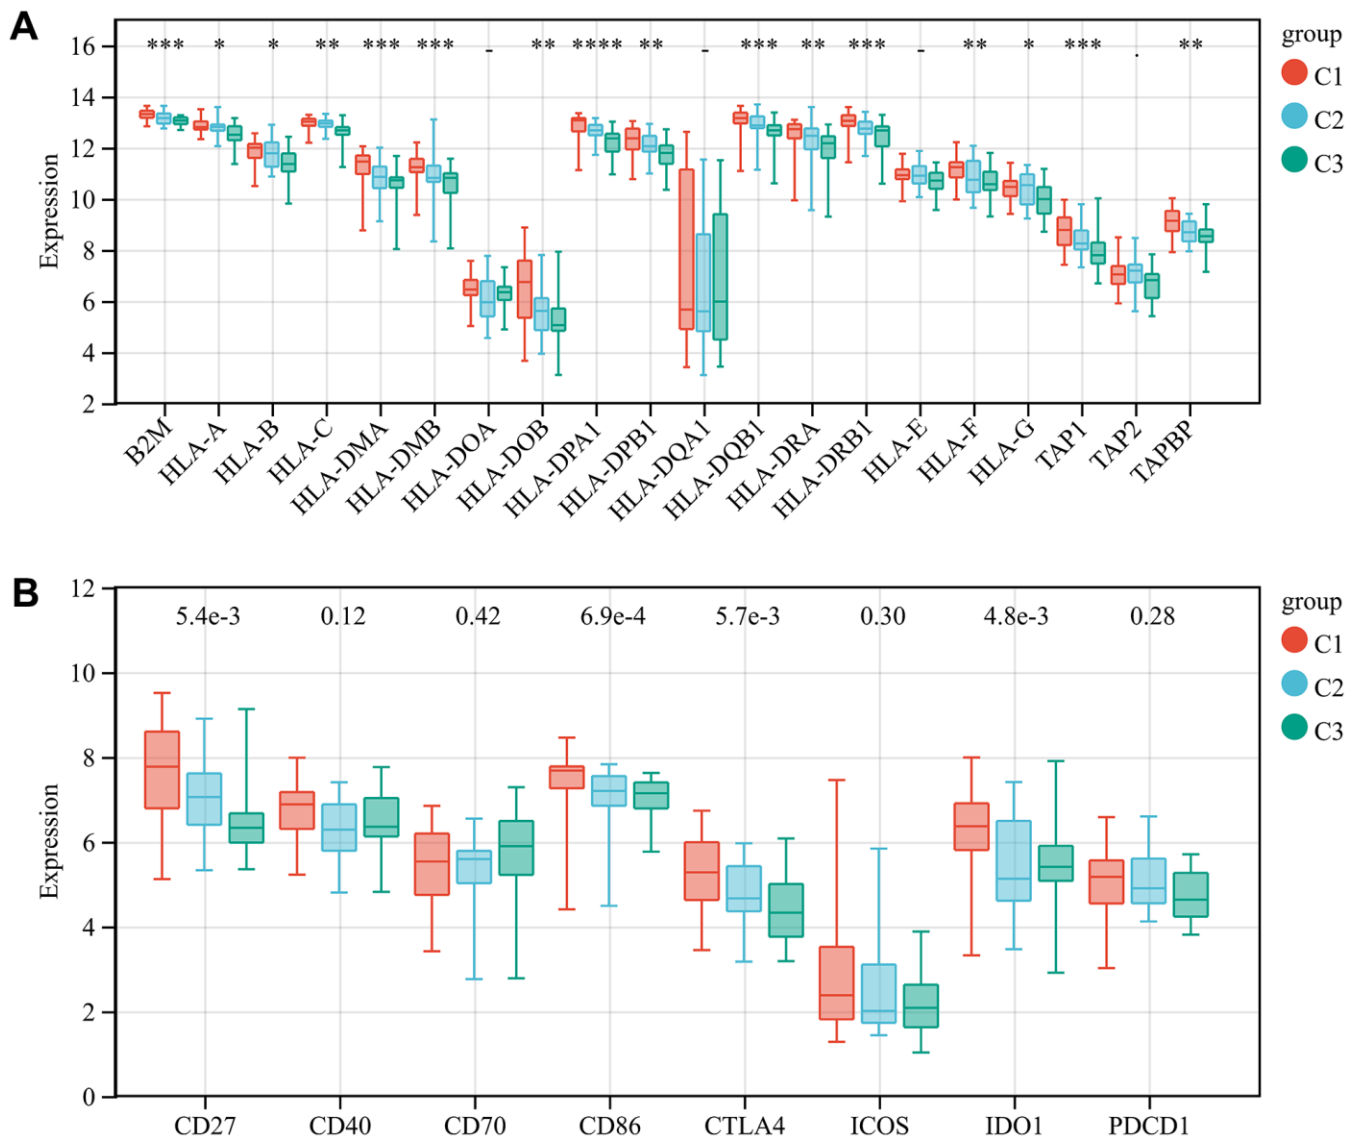 A
*** * * ** *** *** - ** **** ** - *** ** *** - ** * *** . **
group
C1
C2
C3
Expression
16
14
12
10
8
6
4
2
B2M HLA-A HLA-B HLA-C HLA-DMA HLA-DMB HLA-DOA HLA-DOB HLA-DPA1 HLA-DPB1 HLA-DQA1 HLA-DQB1 HLA-DRA HLA-DRB1 HLA-E HLA-F HLA-G TAP1 TAP2 TAPBP
B
5.4e-3 0.12 0.42 6.9e-4 5.7e-3 0.30 4.8e-3 0.28
group
C1
C2
C3
Expression
12
10
8
6
4
2
0
CD27 CD40 CD70 CD86 CTLA4 ICOS IDO1 PDCD1